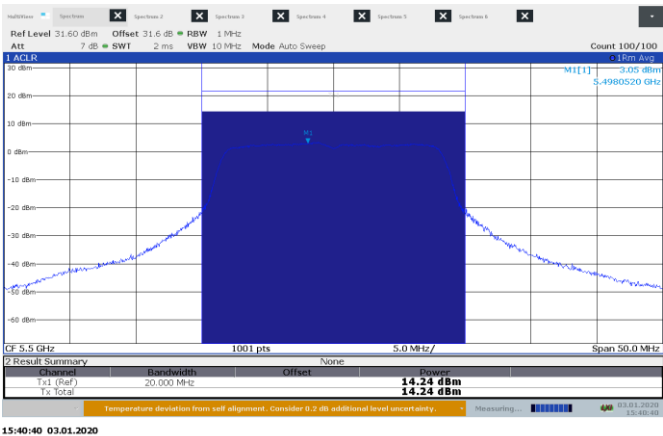 MultiView Spectrum Spectrum 2 Spectrum 3 Spectrum 4 Spectrum 5 Spectrum 6
Ref Level 31.60 dBm Offset 31.6 dB RBW 1 MHz
Att 7 dB SWT 2 ms VBW 10 MHz Mode Auto Sweep Count 100/100
1 ACLR 1Rm Avg
M1[1] 3.05 dBm
5.4980520 GHz
30 dBm
20 dBm
10 dBm
M1
0 dBm
-10 dBm
-20 dBm
-30 dBm
-40 dBm
-50 dBm
-60 dBm
CF 5.5 GHz 1001 pts 5.0 MHz/ Span 50.0 MHz
2 Result Summary None
Channel Bandwidth Offset Power
Tx1 (Ref) 20.000 MHz 14.24 dBm
Tx Total 14.24 dBm
Temperature deviation from self alignment. Consider 0.2 dB additional level uncertainty. Measuring... 03.01.2020
15:40:40
15:40:40 03.01.2020